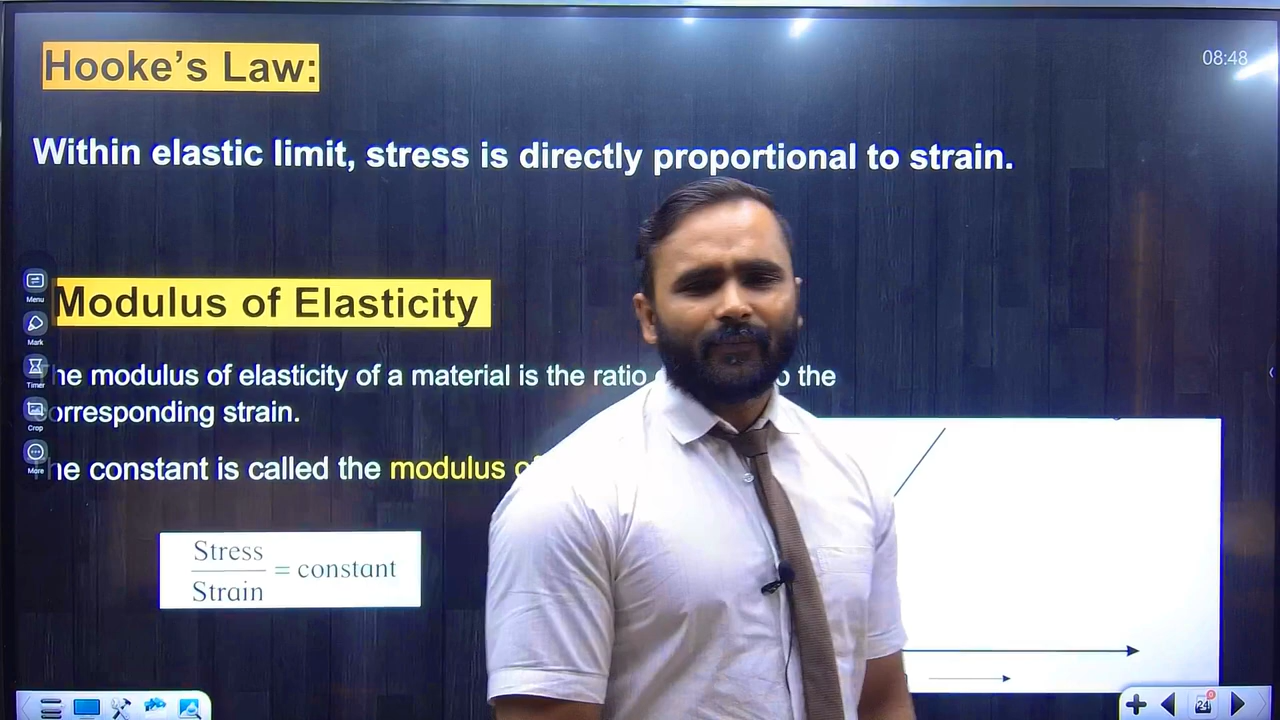 Hooke's Law:
08:48
Within elastic limit, stress is directly proportional to strain.
Modulus of Elasticity
he modulus of elasticity of a material is the ratio o the
orresponding strain.
he constant is called the modulus of
Stress
Strain
= constant
Menu
Mark
Timer
Crop
More
24